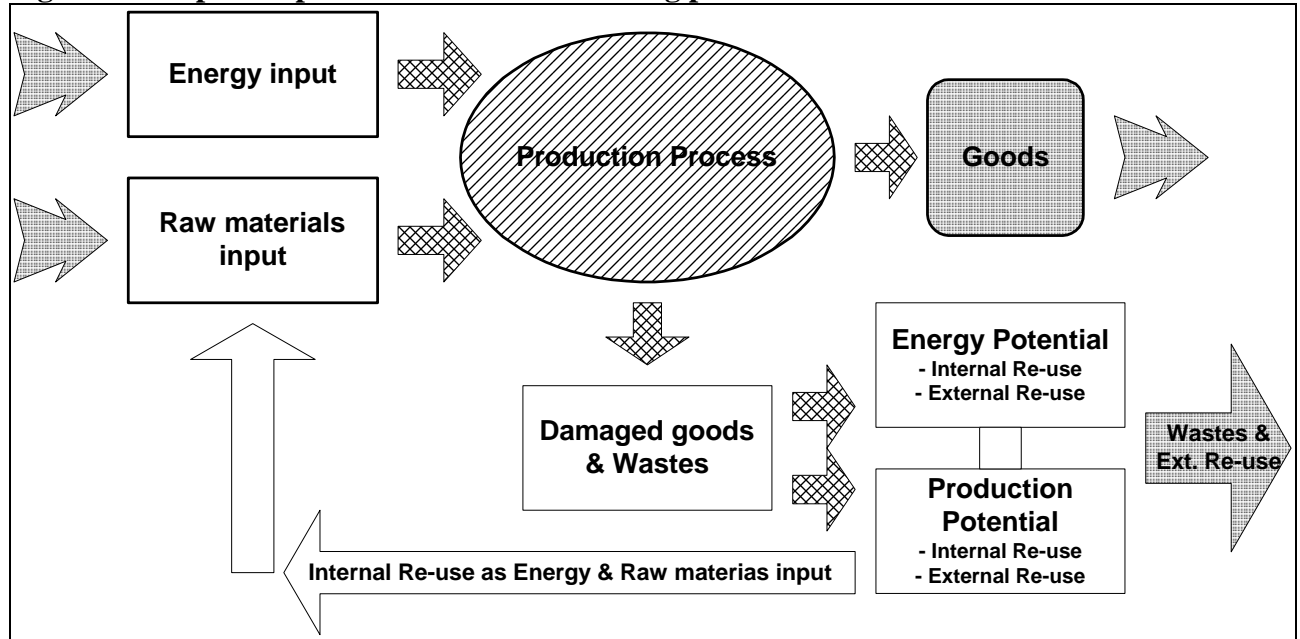 Energy input
Production Process
Goods
Raw materials
input
Energy Potential
- Internal Re-use
- External Re-use
Damaged goods
& Wastes
Wastes &
Ext. Re-use
Production
Potential
- Internal Re-use
- External Re-use
Internal Re-use as Energy & Raw materias input